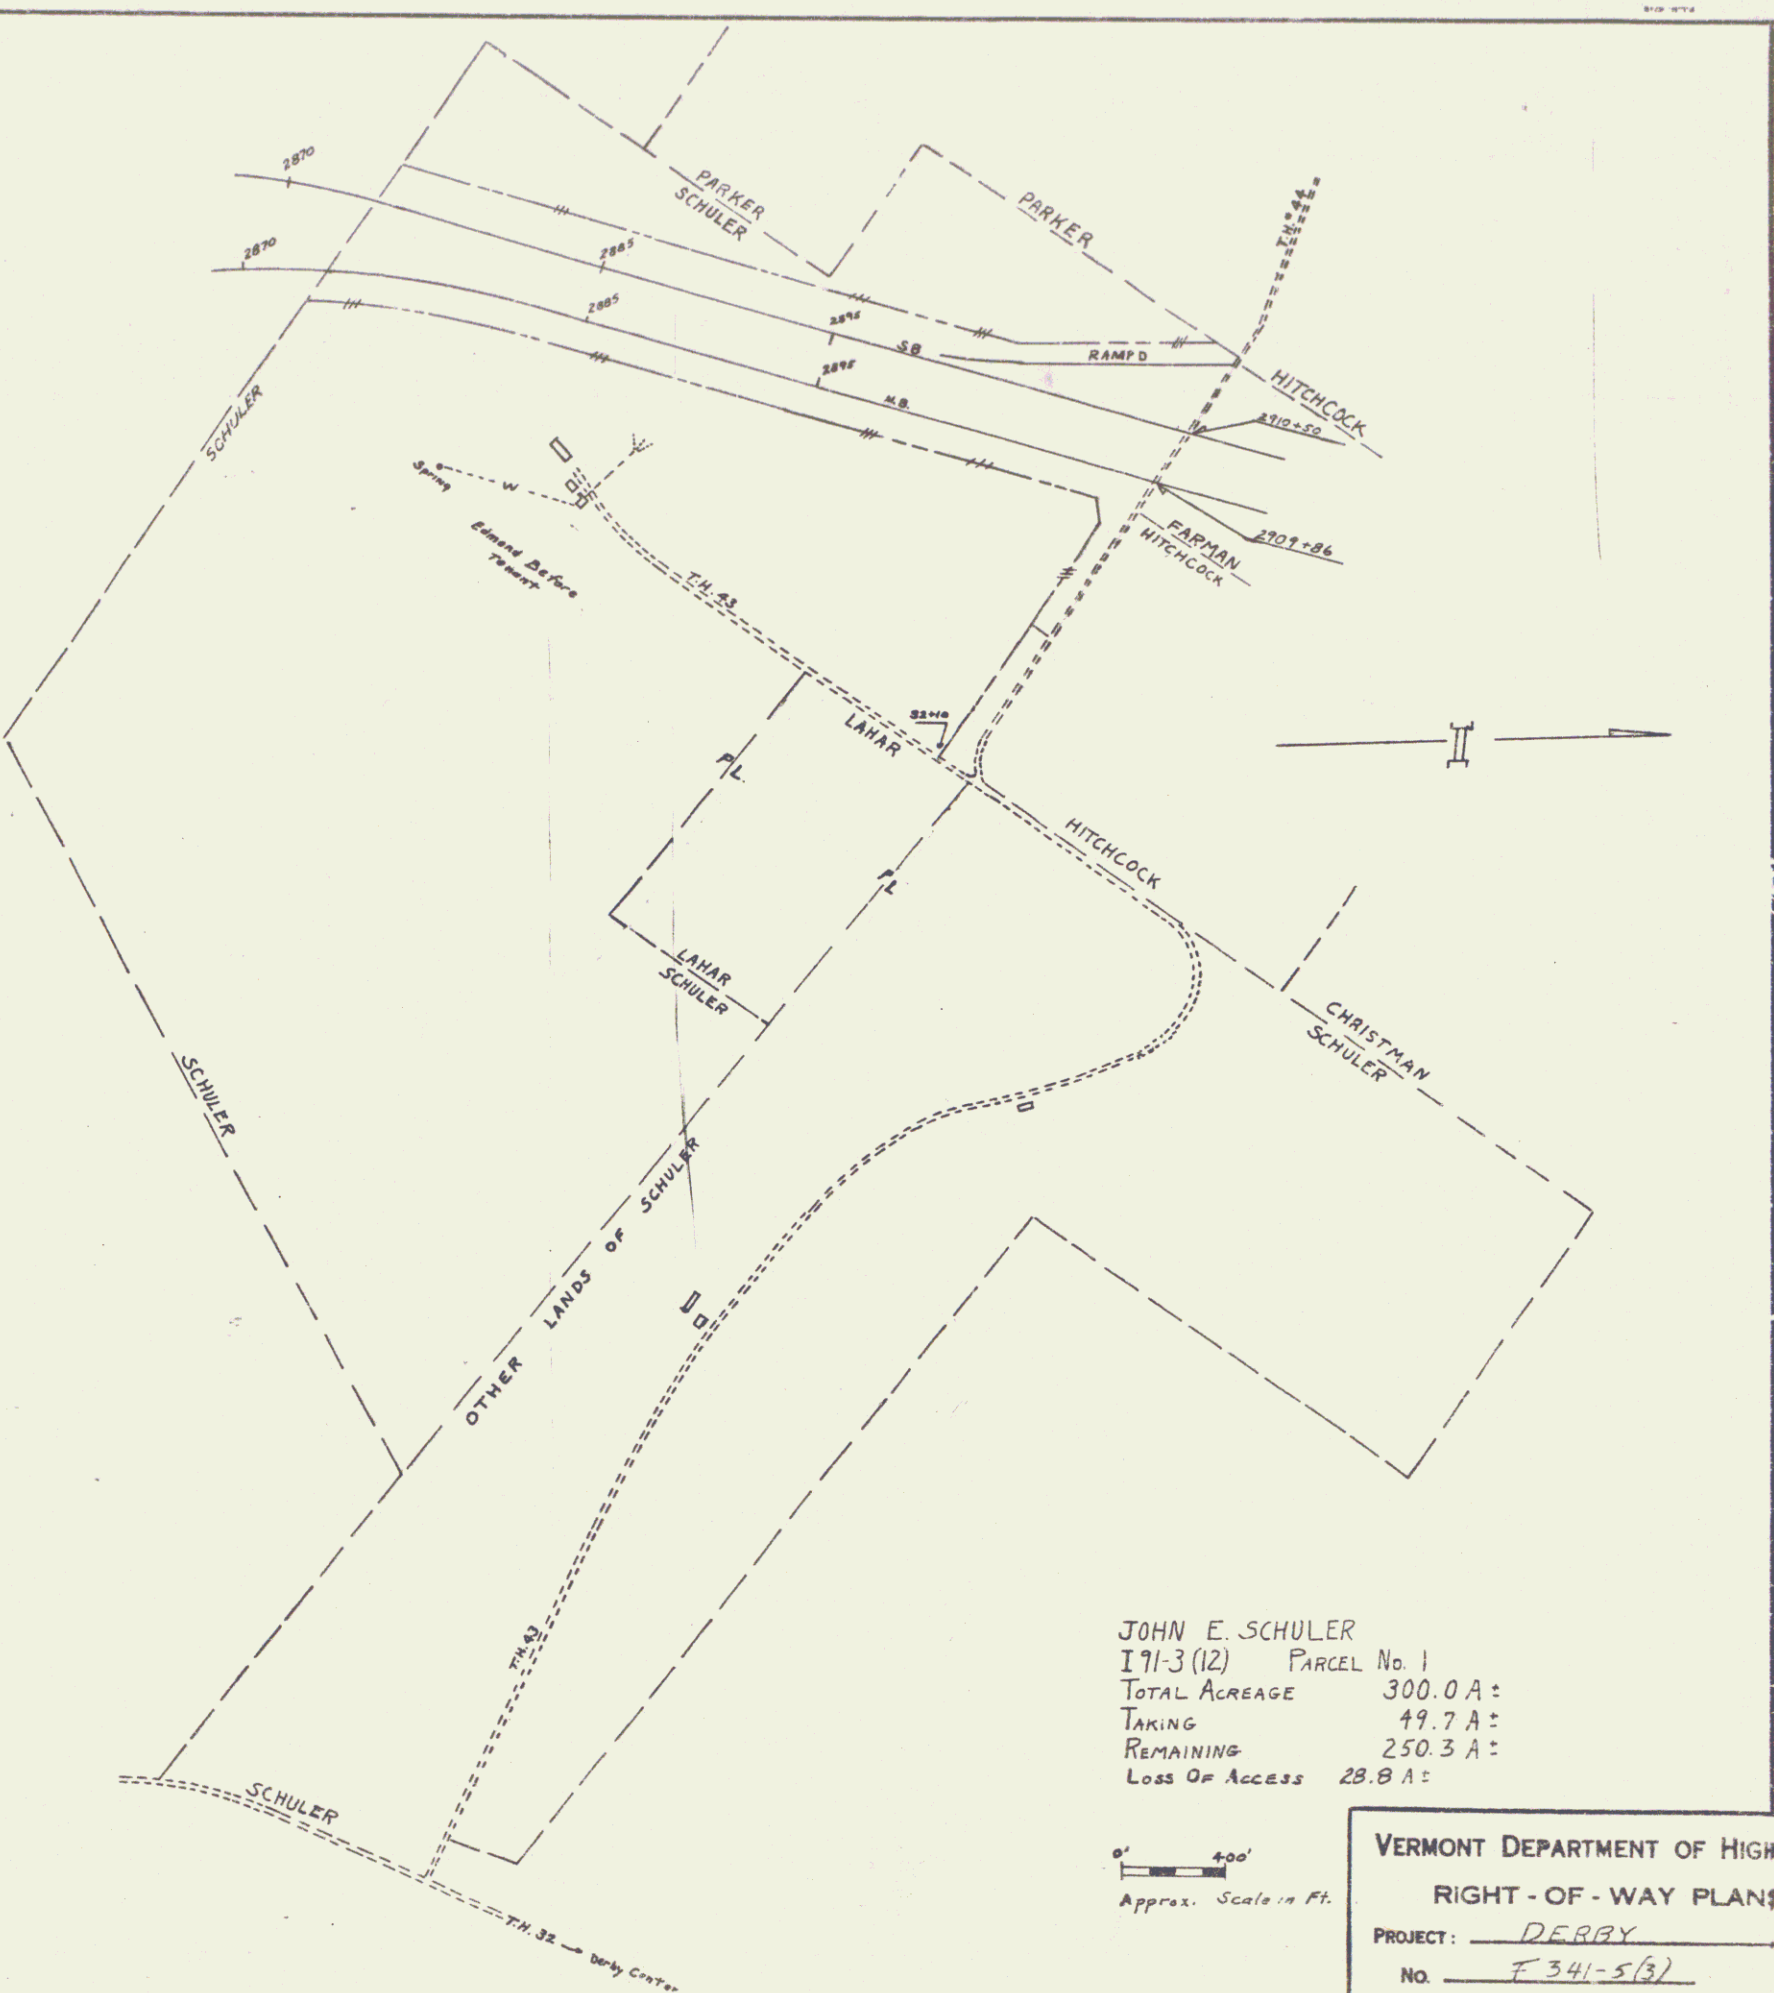 2870
2870
PARKER
SCHULER
PARKER
T.H.#44
2885
2885
2895
2895
S.B
N.B.
RAMP D
HITCHCOCK
2910+50
2909+86
FARMAN
HITCHCOCK
SCHULER
Spring
W
Edmond Before
Tenant
T.H. 43
LAHAR
32+10
P/L.
P/L
HITCHCOCK
LAHAR
SCHULER
CHRISTMAN
SCHULER
SCHULER
OTHER LANDS OF SCHULER
T.H. 43
SCHULER
T.H. 32 → Derby Center
JOHN E. SCHULER
I 91-3 (12) PARCEL No. 1
TOTAL ACREAGE 300.0 A ±
TAKING 49.7 A ±
REMAINING 250.3 A ±
LOSS OF ACCESS 28.8 A ±
0' 400'
Approx. Scale in Ft.
VERMONT DEPARTMENT OF HIGH
RIGHT-OF-WAY PLANS
PROJECT: DERBY
NO. F 341-5(3)